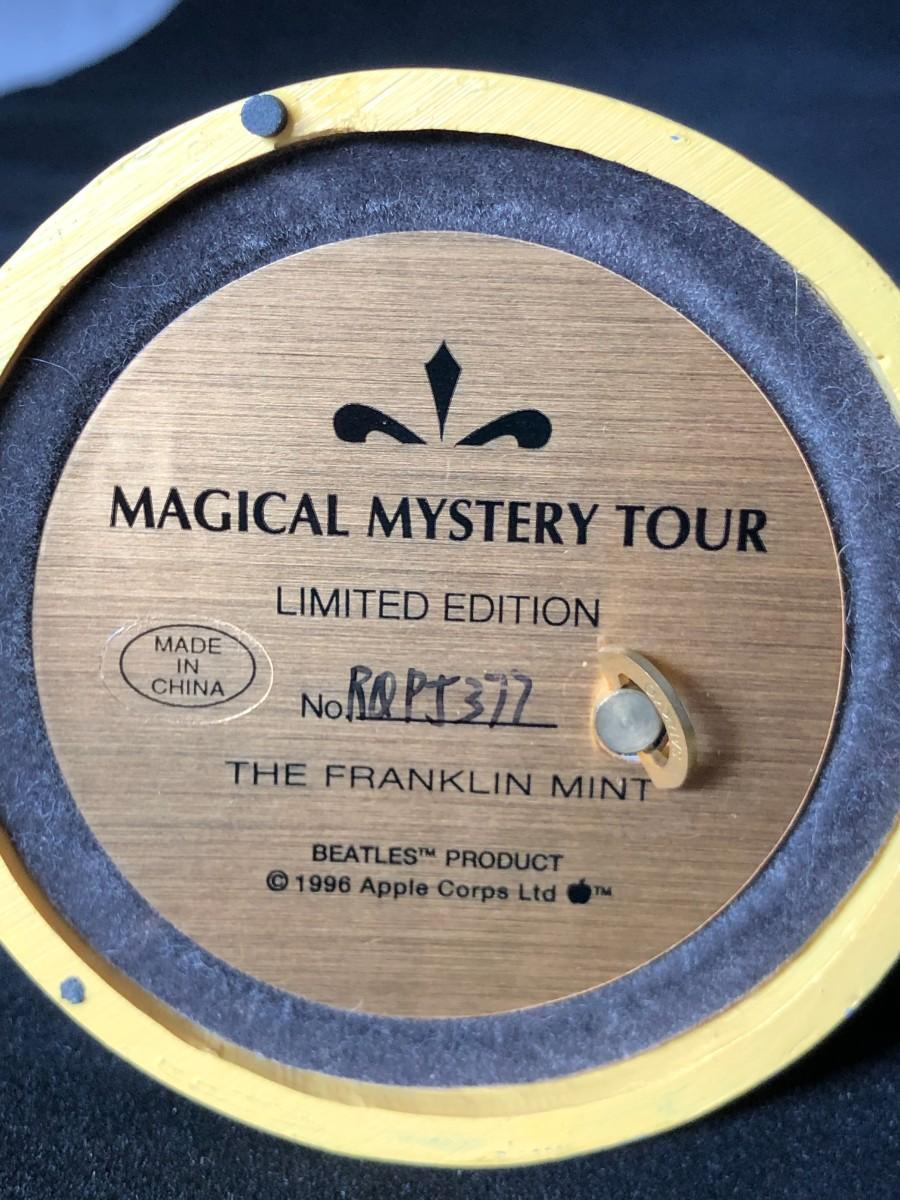 MAGICAL MYSTERY TOUR
LIMITED EDITION
MADE
IN
CHINA
No. RQPJ377
THE FRANKLIN MINT
BEATLES™ PRODUCT
© 1996 Apple Corps Ltd ™